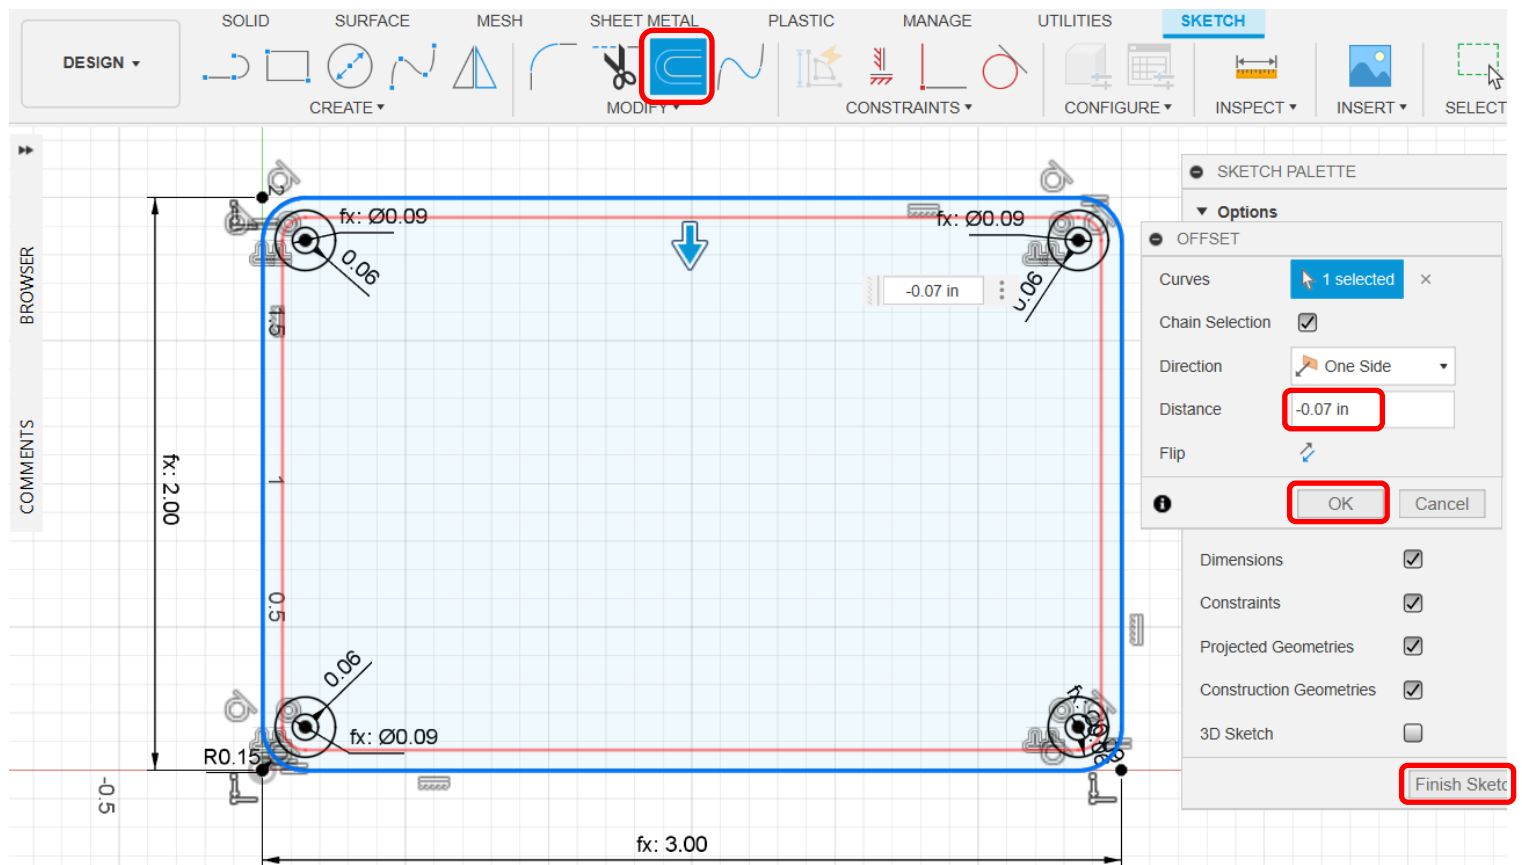 SOLID SURFACE MESH SHEET METAL PLASTIC MANAGE UTILITIES SKETCH
DESIGN
CREATE MODIFY CONSTRAINTS CONFIGURE INSPECT INSERT SELECT
SKETCH PALETTE
Options
OFFSET
Curves 1 selected
Chain Selection
Direction One Side
Distance -0.07 in
Flip
OK Cancel
Dimensions
Constraints
Projected Geometries
Construction Geometries
3D Sketch
Finish Sketc
BROWSER
COMMENTS
2
fx: Ø0.09
fx: Ø0.09
0.06
0.06
-0.07 in
1.5
1
fx: 2.00
0.5
0.06
fx: Ø0.09
R0.15
-0.5
fx: 3.00